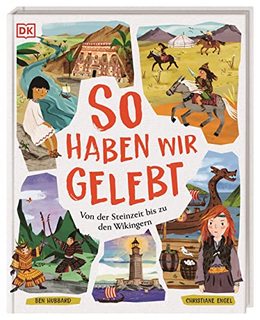 DK
SO
HABEN WIR
GELEBT
Von der Steinzeit bis zu
den Wikingern
BEN HUBBARD
CHRISTIANE ENGEL